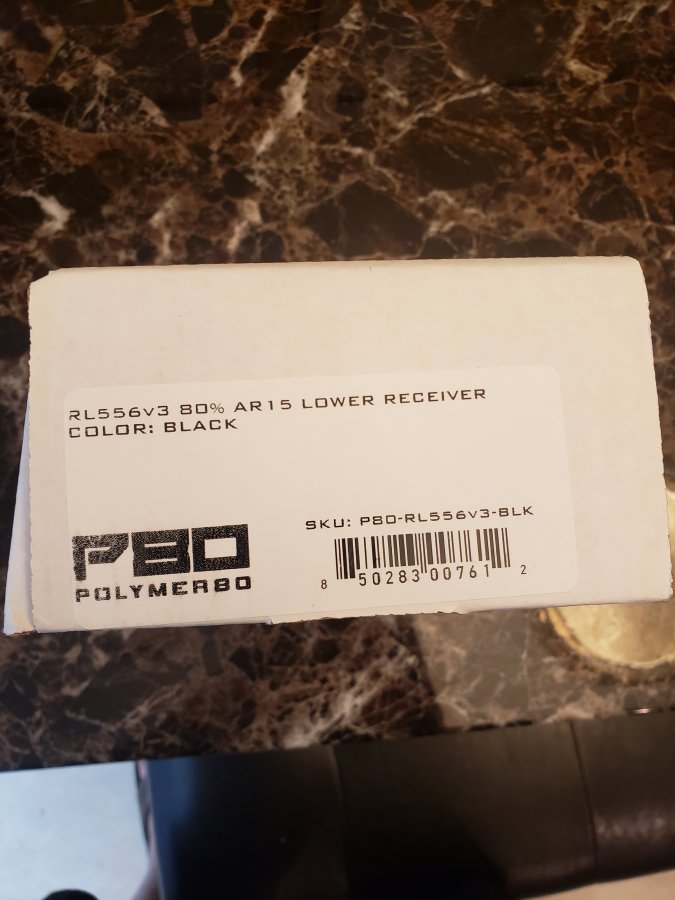 RL556v3 80% AR15 LOWER RECEIVER
COLOR: BLACK
SKU: P80-RL556v3-BLK
P80
POLYMER80
8 50283 00761 2